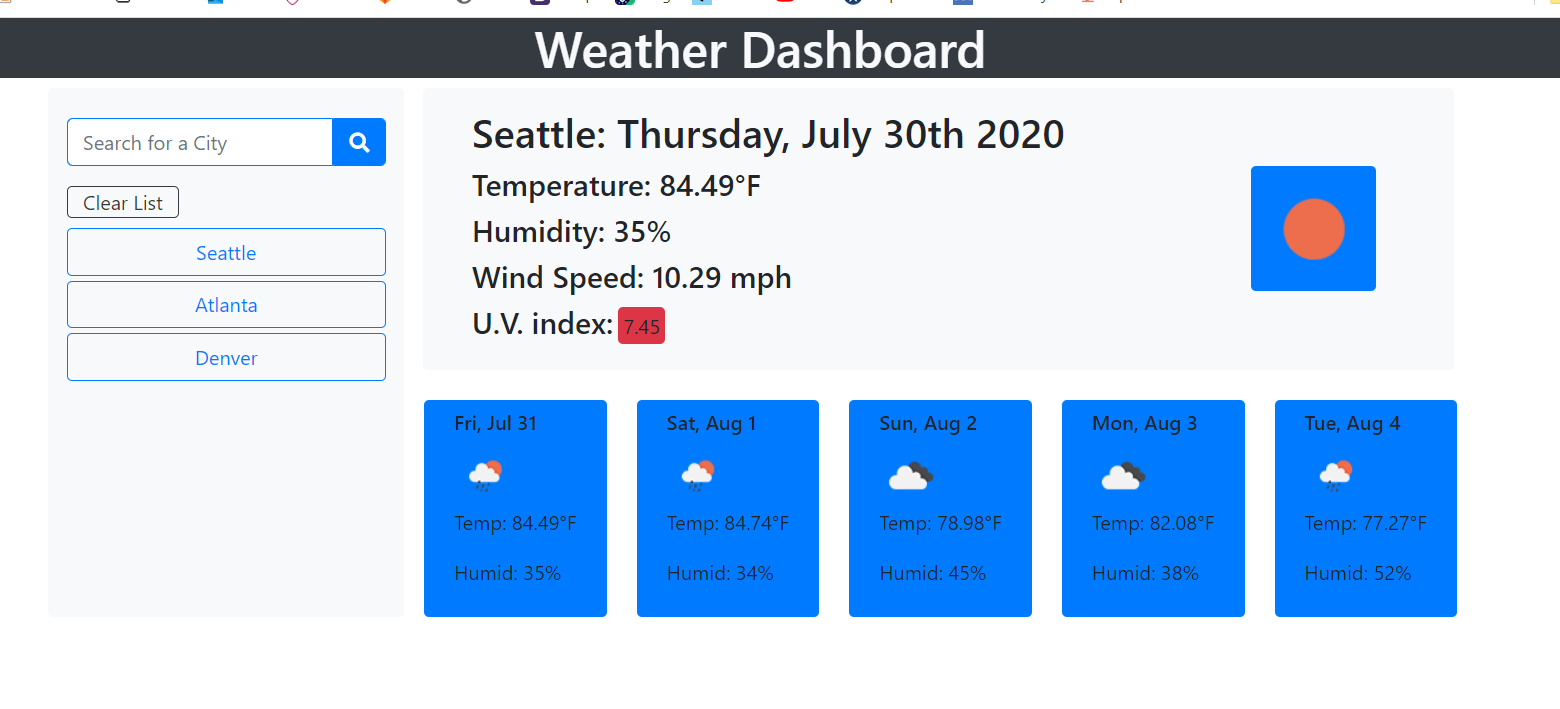 Weather Dashboard
Search for a City
Clear List
Seattle
Atlanta
Denver
Seattle: Thursday, July 30th 2020
Temperature: 84.49°F
Humidity: 35%
Wind Speed: 10.29 mph
U.V. index: 7.45
Fri, Jul 31
Temp: 84.49°F
Humid: 35%
Sat, Aug 1
Temp: 84.74°F
Humid: 34%
Sun, Aug 2
Temp: 78.98°F
Humid: 45%
Mon, Aug 3
Temp: 82.08°F
Humid: 38%
Tue, Aug 4
Temp: 77.27°F
Humid: 52%